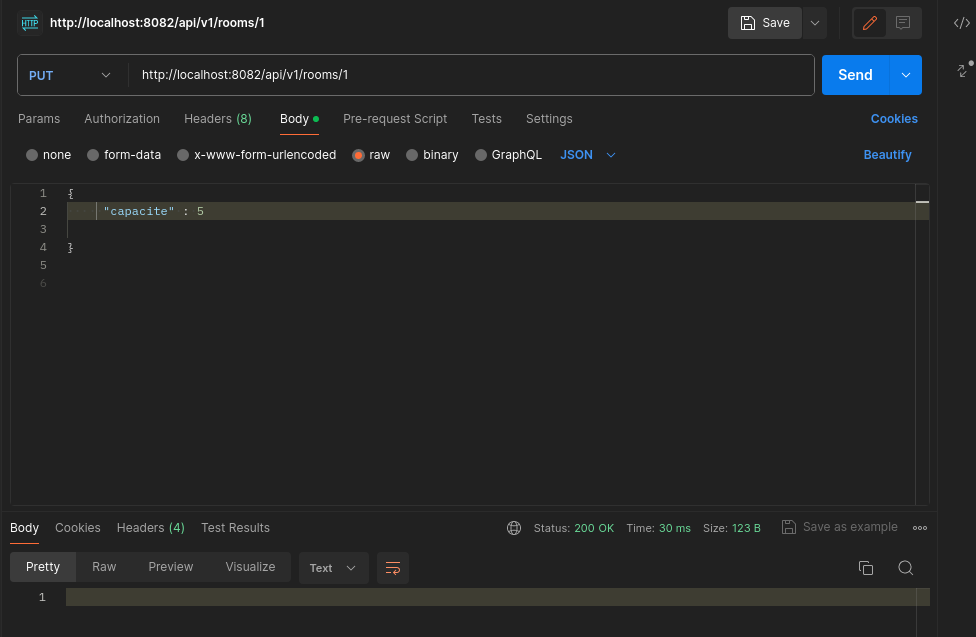 HTTP http://localhost:8082/api/v1/rooms/1 Save </>
PUT http://localhost:8082/api/v1/rooms/1 Send
Params Authorization Headers (8) Body Pre-request Script Tests Settings Cookies
none form-data x-www-form-urlencoded raw binary GraphQL JSON Beautify
1 {
2 "capacite" : 5
3
4 }
5
6
Body Cookies Headers (4) Test Results Status: 200 OK Time: 30 ms Size: 123 B Save as example
Pretty Raw Preview Visualize Text
1